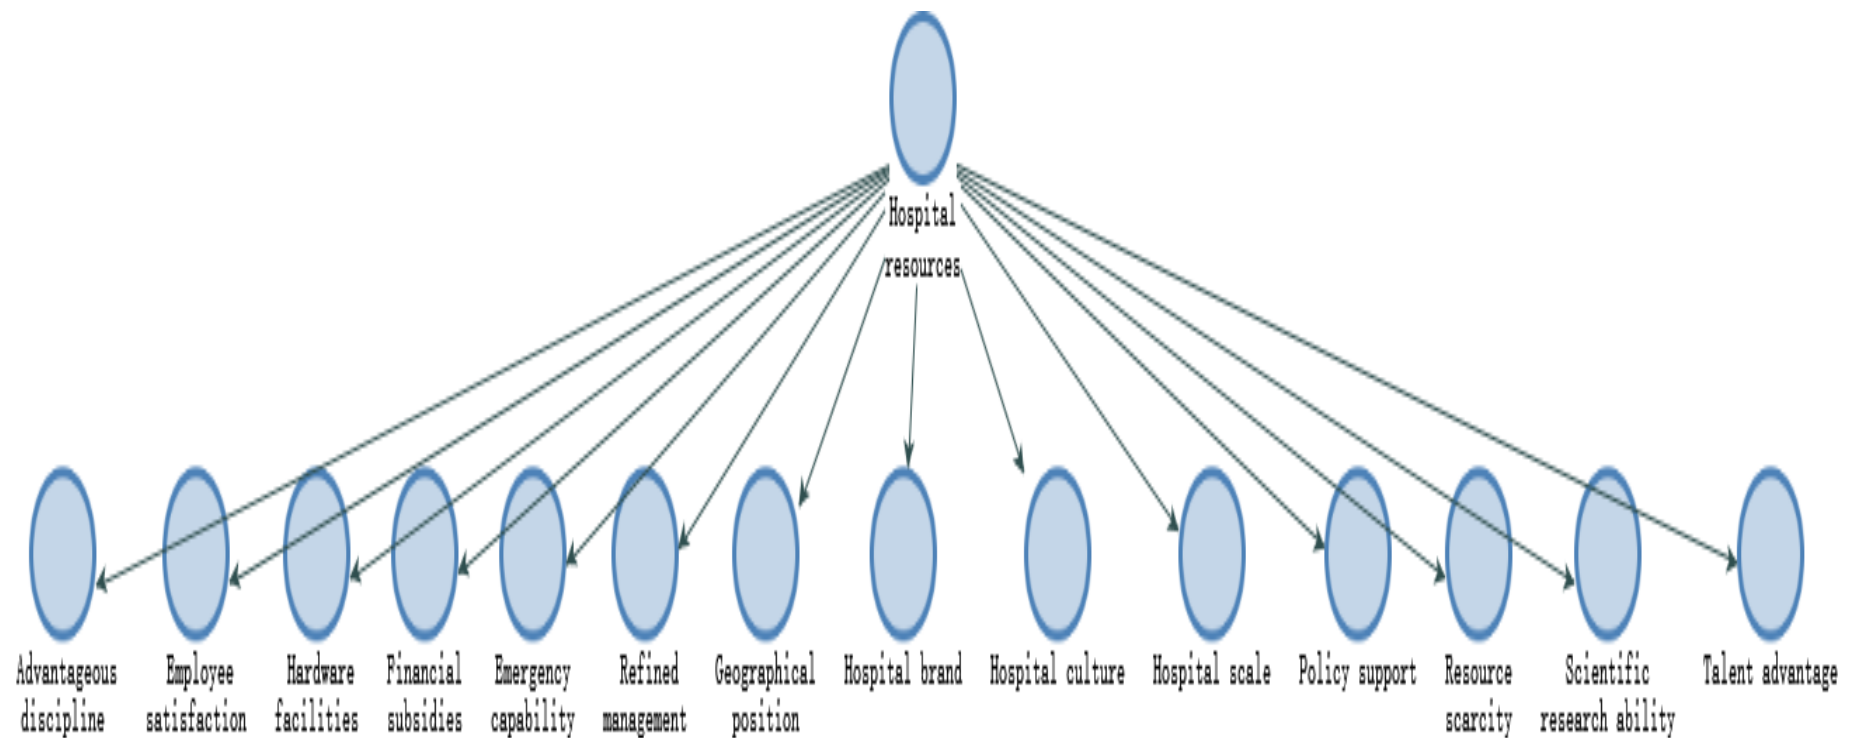 Hospital
resources
Advantageous
discipline
Employee
satisfaction
Hardware
facilities
Financial
subsidies
Emergency
capability
Refined
management
Geographical
position
Hospital brand
Hospital culture
Hospital scale
Policy support
Resource
scarcity
Scientific
research ability
Talent advantage